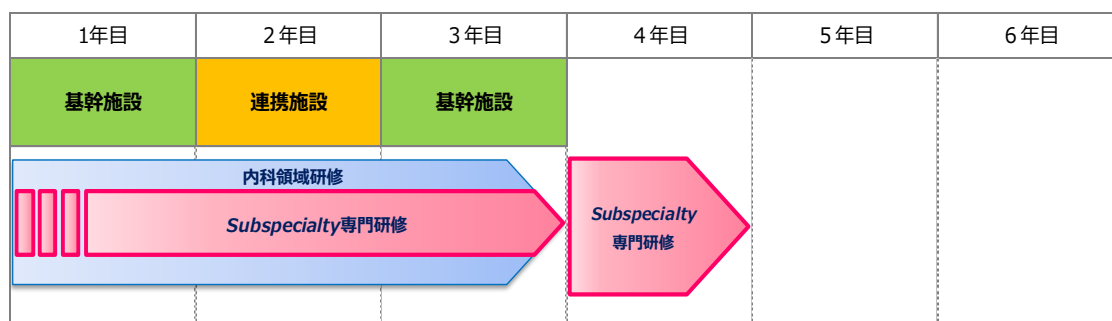 1年目 2年目 3年目 4年目 5年目 6年目
基幹施設 連携施設 基幹施設
内科領域研修
Subspecialty専門研修
Subspecialty
専門研修